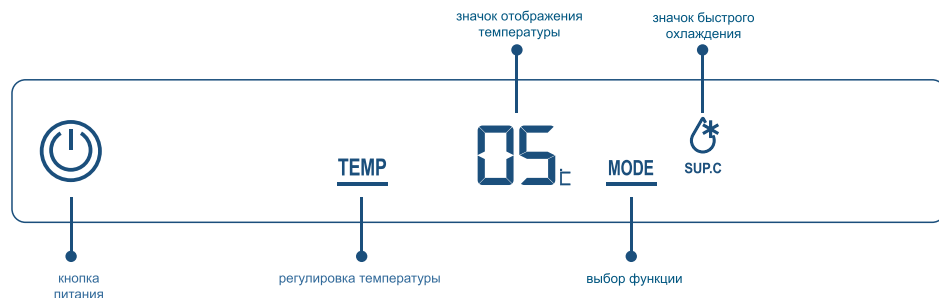 значок отображения
температуры
значок быстрого
охлаждения
TEMP
05
°C
MODE
SUP.C
кнопка
питания
регулировка температуры
выбор функции